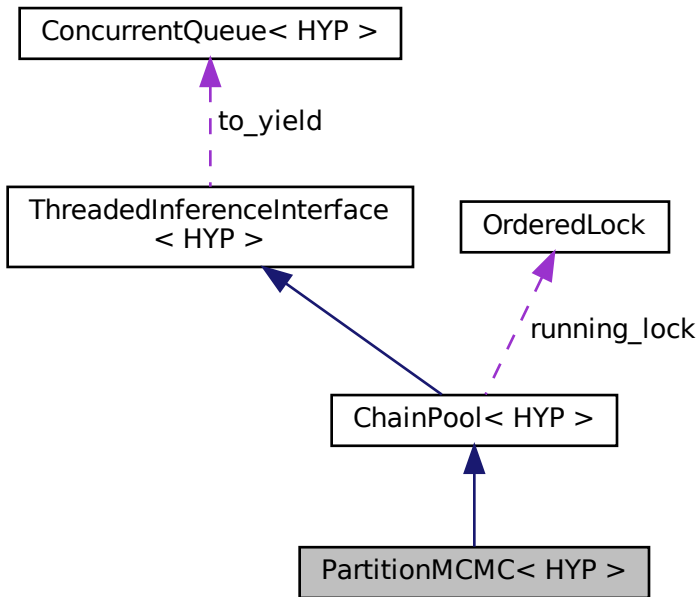 ConcurrentQueue< HYP >
to_yield
ThreadedInferenceInterface
< HYP >
OrderedLock
running_lock
ChainPool< HYP >
PartitionMCMC< HYP >